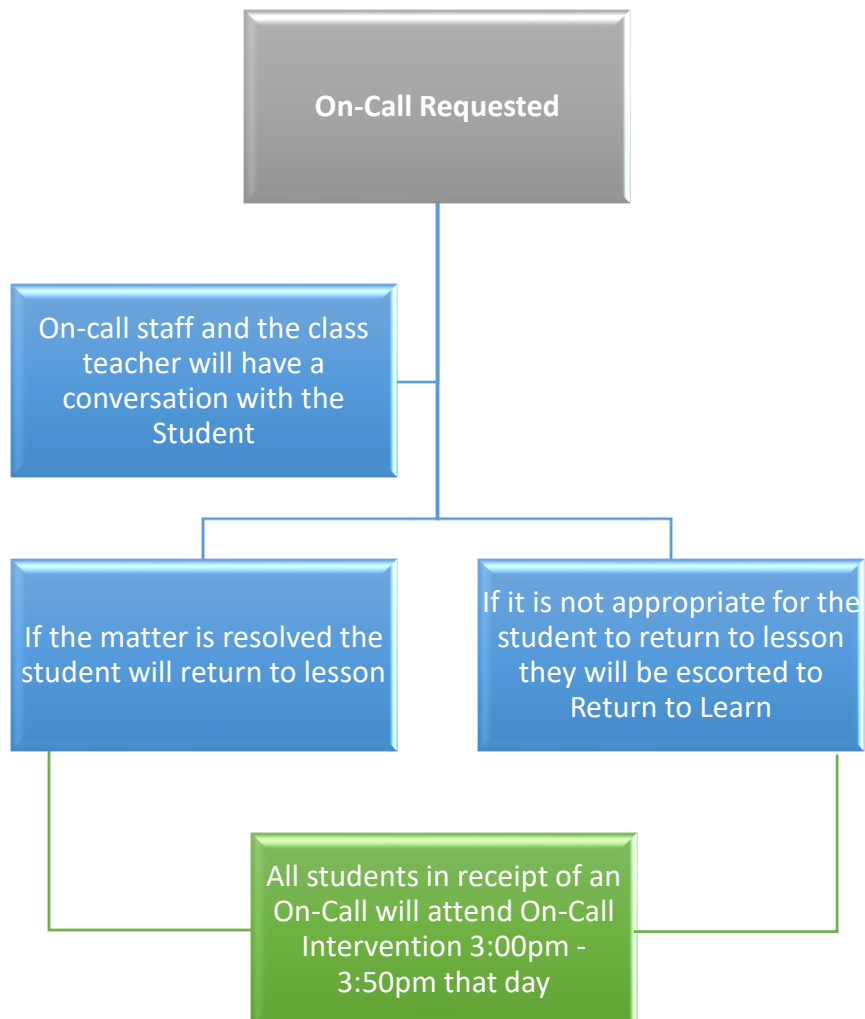 On-Call Requested
On-call staff and the class
teacher will have a
conversation with the
Student
If the matter is resolved the
student will return to lesson
If it is not appropriate for the
student to return to lesson
they will be escorted to
Return to Learn
All students in receipt of an
On-Call will attend On-Call
Intervention 3:00pm -
3:50pm that day